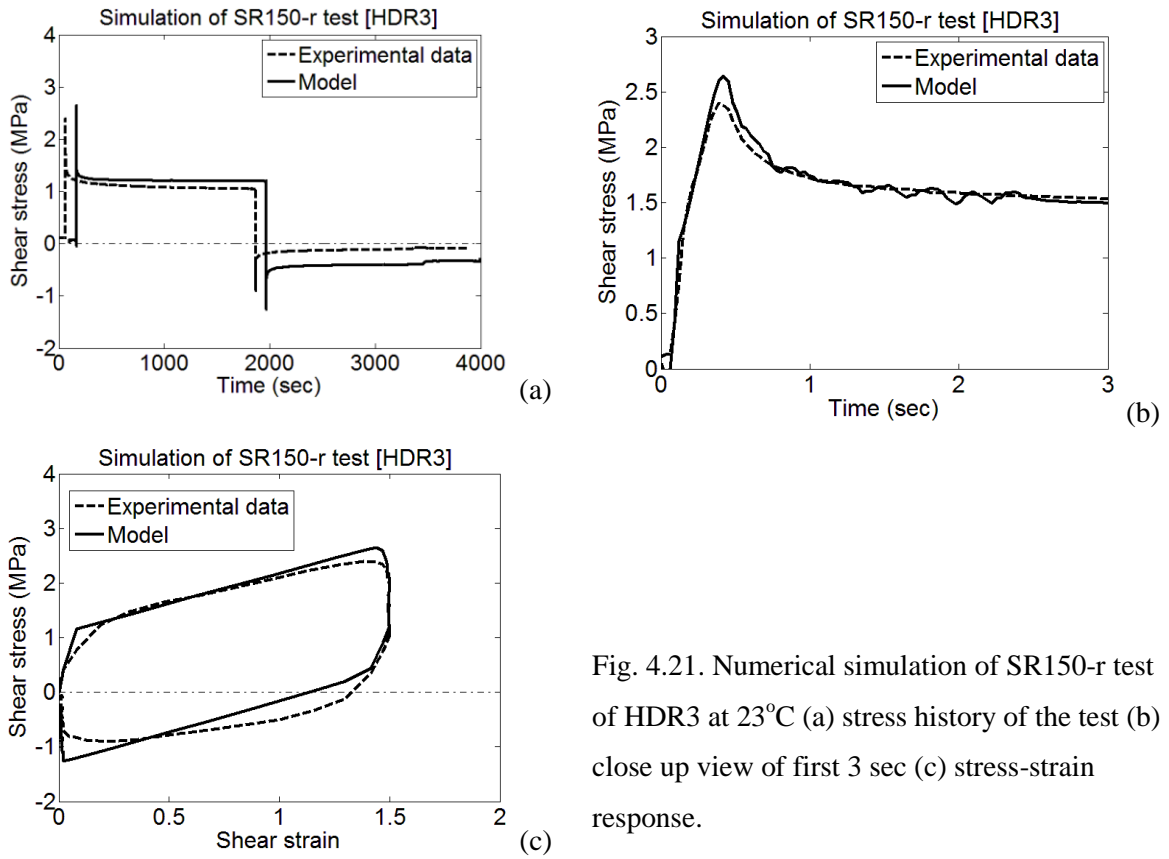 Simulation of SR150-r test [HDR3]
Experimental data
Model
Shear stress (MPa)
4
3
2
1
0
-1
-2
0
1000
2000
3000
4000
Time (sec)
(a)
Simulation of SR150-r test [HDR3]
Experimental data
Model
Shear stress (MPa)
3
2.5
2
1.5
1
0.5
0
0
1
2
3
Time (sec)
(b)
Simulation of SR150-r test [HDR3]
Experimental data
Model
Shear stress (MPa)
4
3
2
1
0
-1
-2
0
0.5
1
1.5
2
Shear strain
(c)
Fig. 4.21. Numerical simulation of SR150-r test
of HDR3 at 23°C (a) stress history of the test (b)
close up view of first 3 sec (c) stress-strain
response.